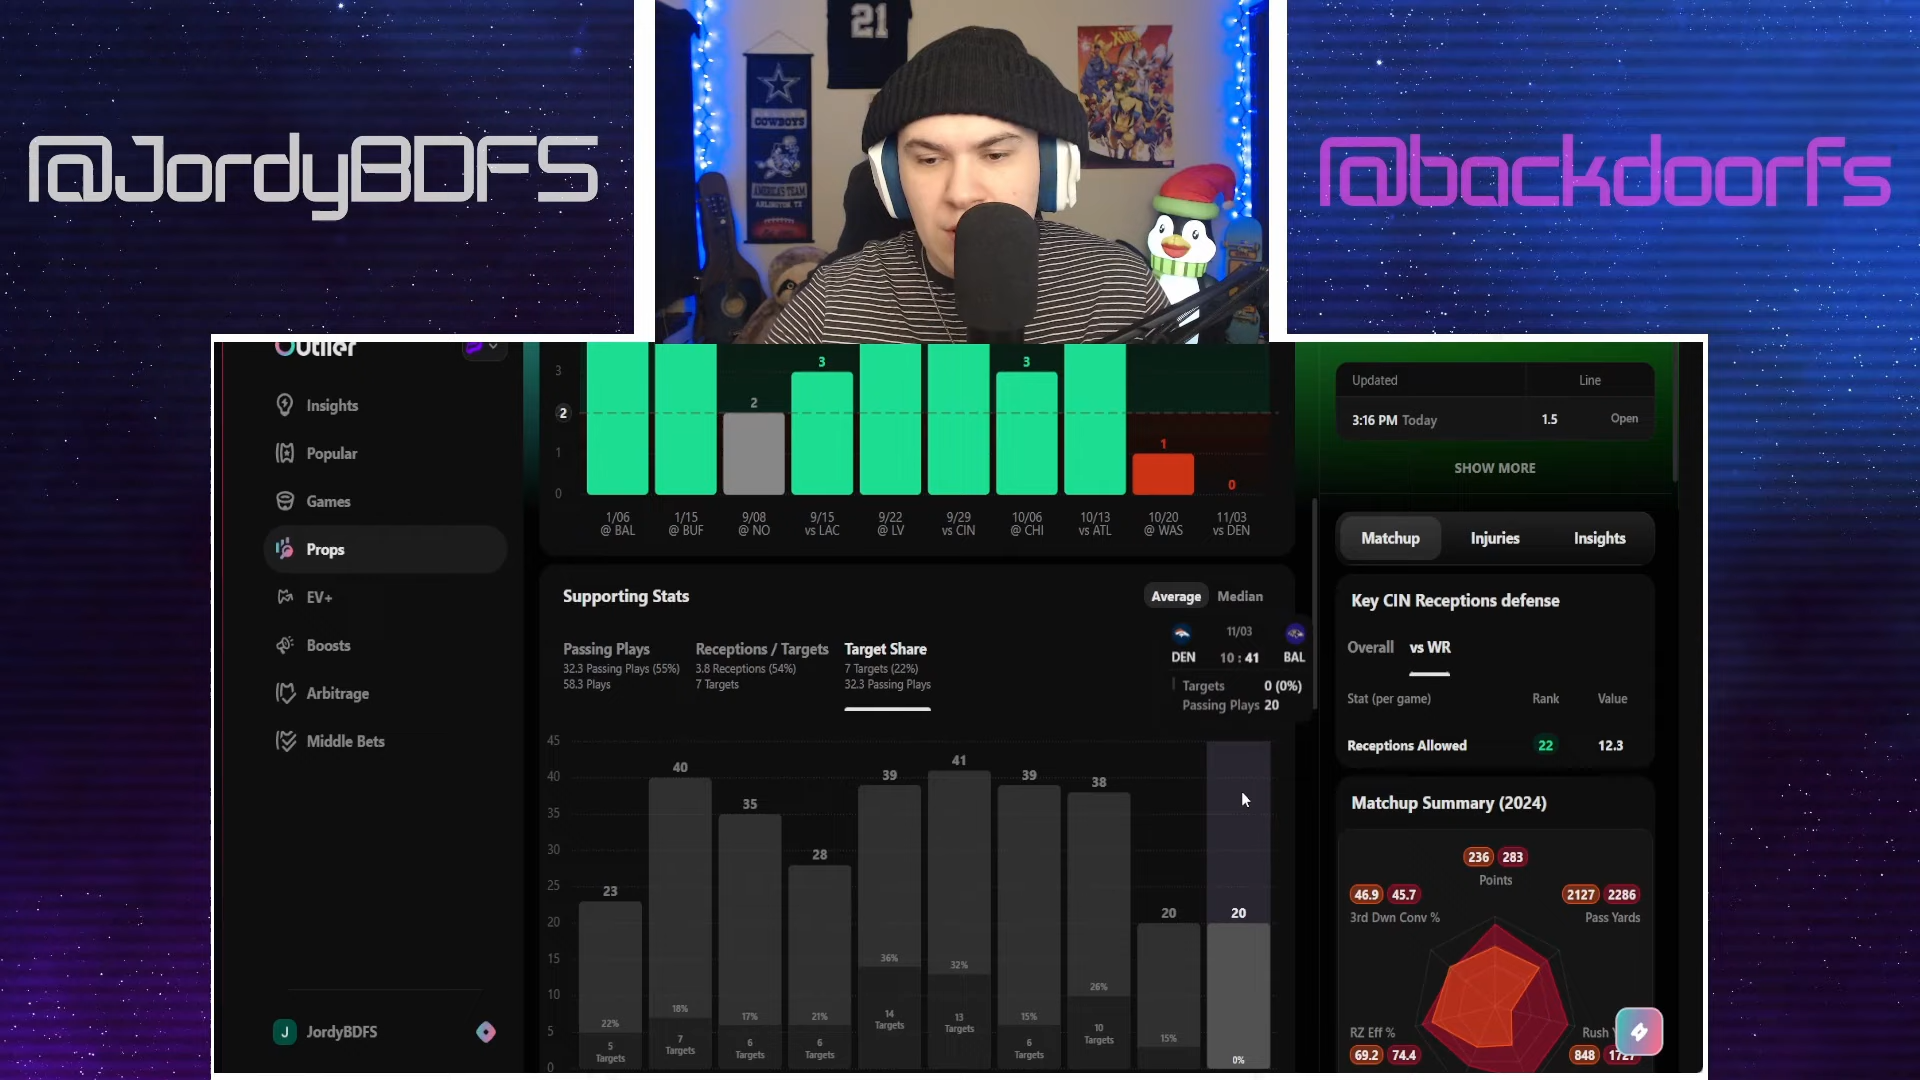 @JordyBDFS
21
X-MEN
COWBOYS
AMERICA'S TEAM
ARLINGTON, TX
@backdoorfs
Outlier
Insights
Popular
Games
Props
EV+
Boosts
Arbitrage
Middle Bets
J JordyBDFS
3
2
1
0
2
3
3
1
0
1/06 1/15 9/08 9/15 9/22 9/29 10/06 10/13 10/20 11/03
@ BAL @ BUF @ NO vs LAC @ LV vs CIN @ CHI vs ATL @ WAS vs DEN
Supporting Stats
Average Median
Passing Plays Receptions / Targets Target Share
32.3 Passing Plays (55%) 3.8 Receptions (54%) 7 Targets (22%)
58.3 Plays 7 Targets 32.3 Passing Plays
11/03
DEN 10 : 41 BAL
Targets 0 (0%)
Passing Plays 20
45
40
35
30
25
20
15
10
5
0
23 40 35 28 39 41 39 38 20 20
22% 18% 17% 21% 36% 32% 15% 26% 15% 0%
5 Targets
7 Targets
6 Targets
6 Targets
14 Targets
13 Targets
6 Targets
10 Targets
Updated Line
3:16 PM Today 1.5 Open
SHOW MORE
Matchup Injuries Insights
Key CIN Receptions defense
Overall vs WR
Stat (per game) Rank Value
Receptions Allowed 22 12.3
Matchup Summary (2024)
236 283
Points
46.9 45.7
3rd Dwn Conv %
2127 2286
Pass Yards
RZ Eff %
69.2 74.4
Rush
848